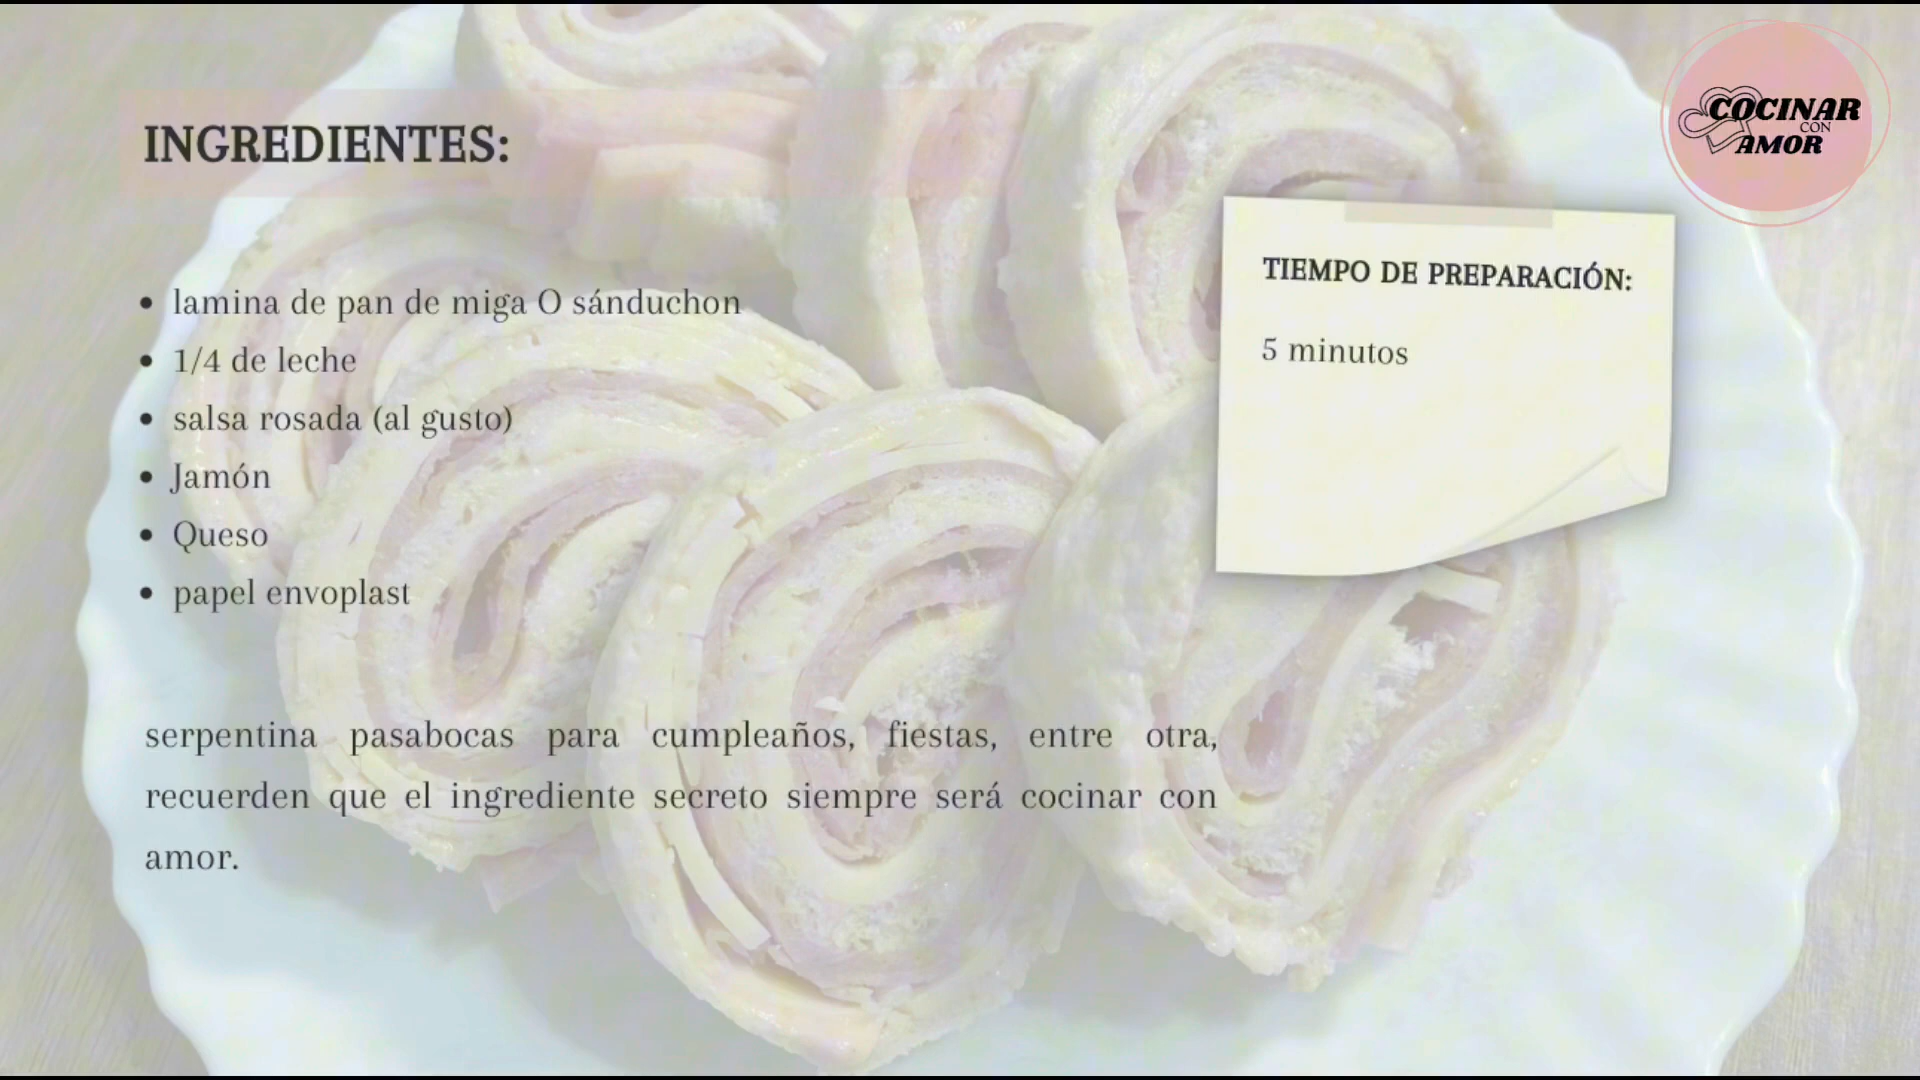 INGREDIENTES:
COCINAR
CON
AMOR
TIEMPO DE PREPARACIÓN:
5 minutos
lamina de pan de miga O sánduchon
1/4 de leche
salsa rosada (al gusto)
Jamón
Queso
papel envoplast
serpentina pasabocas para cumpleaños, fiestas, entre otra,
recuerden que el ingrediente secreto siempre será cocinar con
amor.